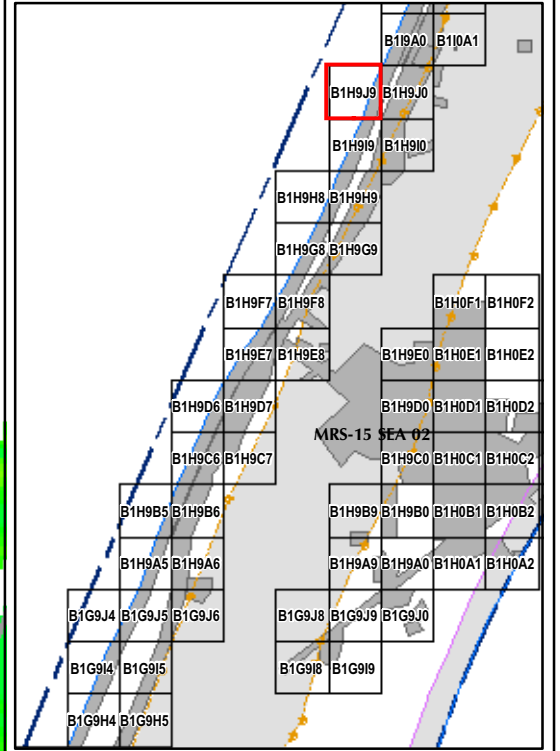 B1I9A0 B1I0A1
B1H9J9 B1H9J0
B1H9I9 B1H9I0
B1H9H8 B1H9H9
B1H9G8 B1H9G9
B1H9F7 B1H9F8 B1H0F1 B1H0F2
B1H9E7 B1H9E8 B1H9E0 B1H0E1 B1H0E2
B1H9D6 B1H9D7 B1H9D0 B1H0D1 B1H0D2
MRS-15 SEA 02
B1H9C6 B1H9C7 B1H9C0 B1H0C1 B1H0C2
B1H9B5 B1H9B6 B1H9B9 B1H9B0 B1H0B1 B1H0B2
B1H9A5 B1H9A6 B1H9A9 B1H9A0 B1H0A1 B1H0A2
B1G9J4 B1G9J5 B1G9J6 B1G9J8 B1G9J9 B1G9J0
B1G9I4 B1G9I5 B1G9I8 B1G9I9
B1G9H4 B1G9H5